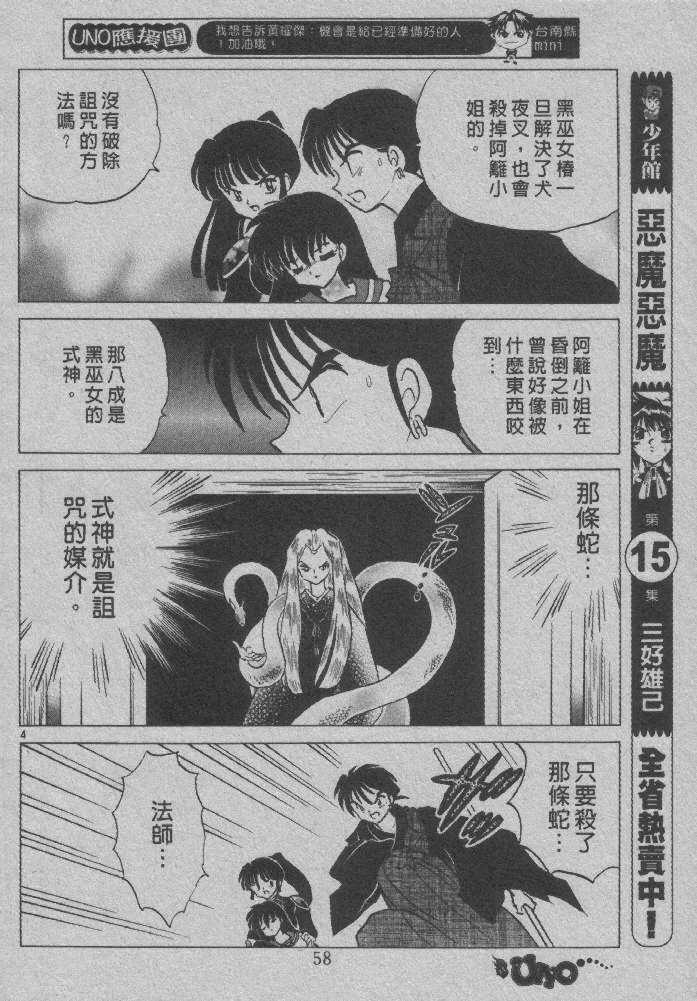 UNO應援團
我想告訴黃耀傑：機會是給已經準備好的人
！加油哦！
台南縣
mini
黑巫女椿一
旦解決了犬
夜叉，也會
殺掉阿籬小
姐的。
沒有破除
詛咒的方
法嗎？
阿籬小姐在
昏倒之前，
曾說好像被
什麼東西咬
到…
那八成是
黑巫女的
式神。
那條蛇…
式神就是詛
咒的媒介。
4
只要殺了
那條蛇…
法師…
58
UNO
少年館
惡魔惡魔
第
15
集
三好雄己
全省熱賣中！